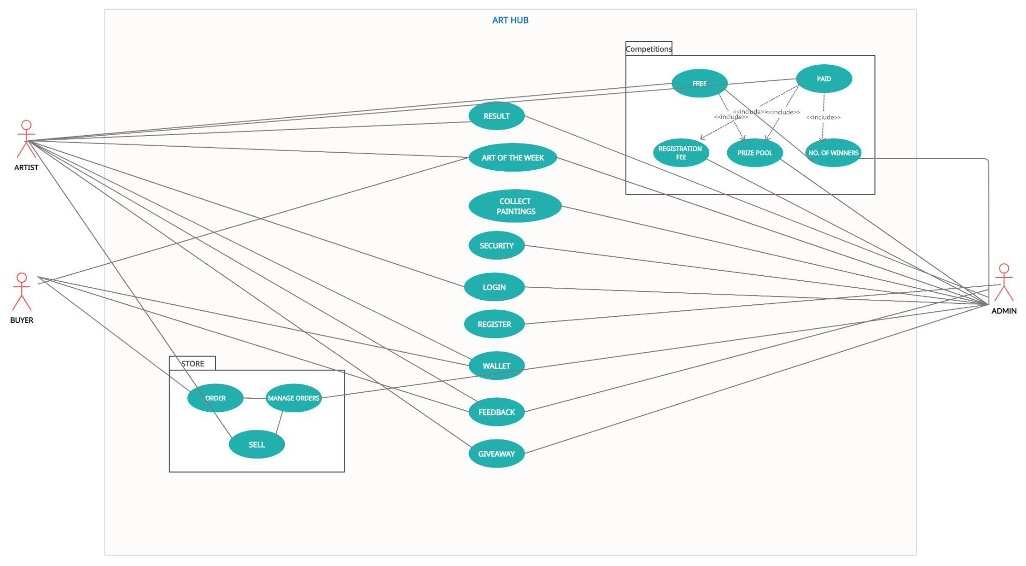 ART HUB
Competitions
FREE
PAID
<<include>>
<<include>>
<<include>>
<<include>>
REGISTRATION
FEE
PRIZE POOL
NO. OF WINNERS
RESULT
ART OF THE WEEK
COLLECT
PAINTINGS
SECURITY
LOGIN
REGISTER
WALLET
FEEDBACK
GIVEAWAY
ARTIST
BUYER
ADMIN
STORE
ORDER
MANAGE ORDERS
SELL